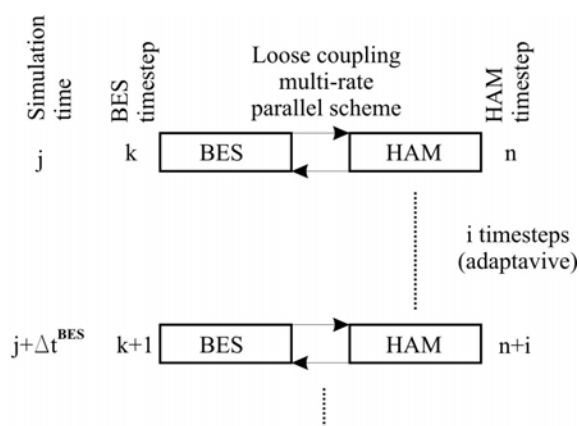 Simulation
time
BES
timestep
Loose coupling
multi-rate
parallel scheme
HAM
timestep
j
k
BES
HAM
n
i timesteps
(adaptavive)
j+Δt^BES
k+1
BES
HAM
n+i